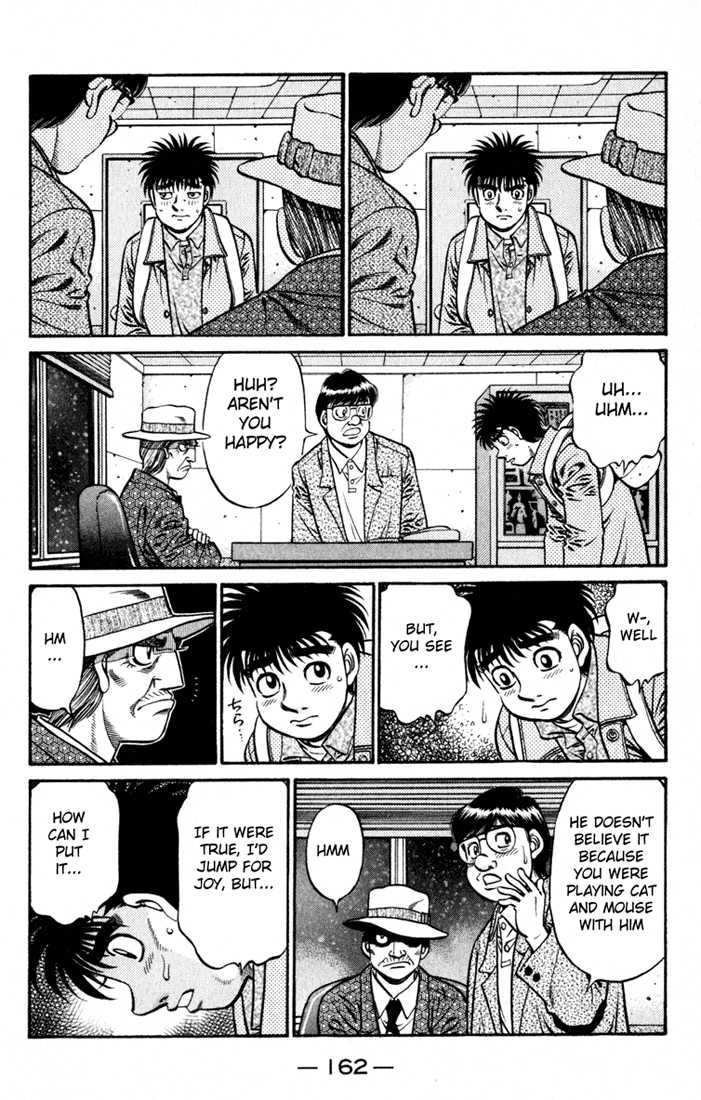 UH...
UHM...
HUH?
AREN'T
YOU
HAPPY?
W-,
WELL
BUT,
YOU SEE
...
ちら...
HM
...
HE DOESN'T
BELIEVE IT
BECAUSE
YOU WERE
PLAYING CAT
AND MOUSE
WITH HIM
HMM
IF IT WERE
TRUE, I'D
JUMP FOR
JOY, BUT...
HOW
CAN I
PUT
IT...
— 162 —